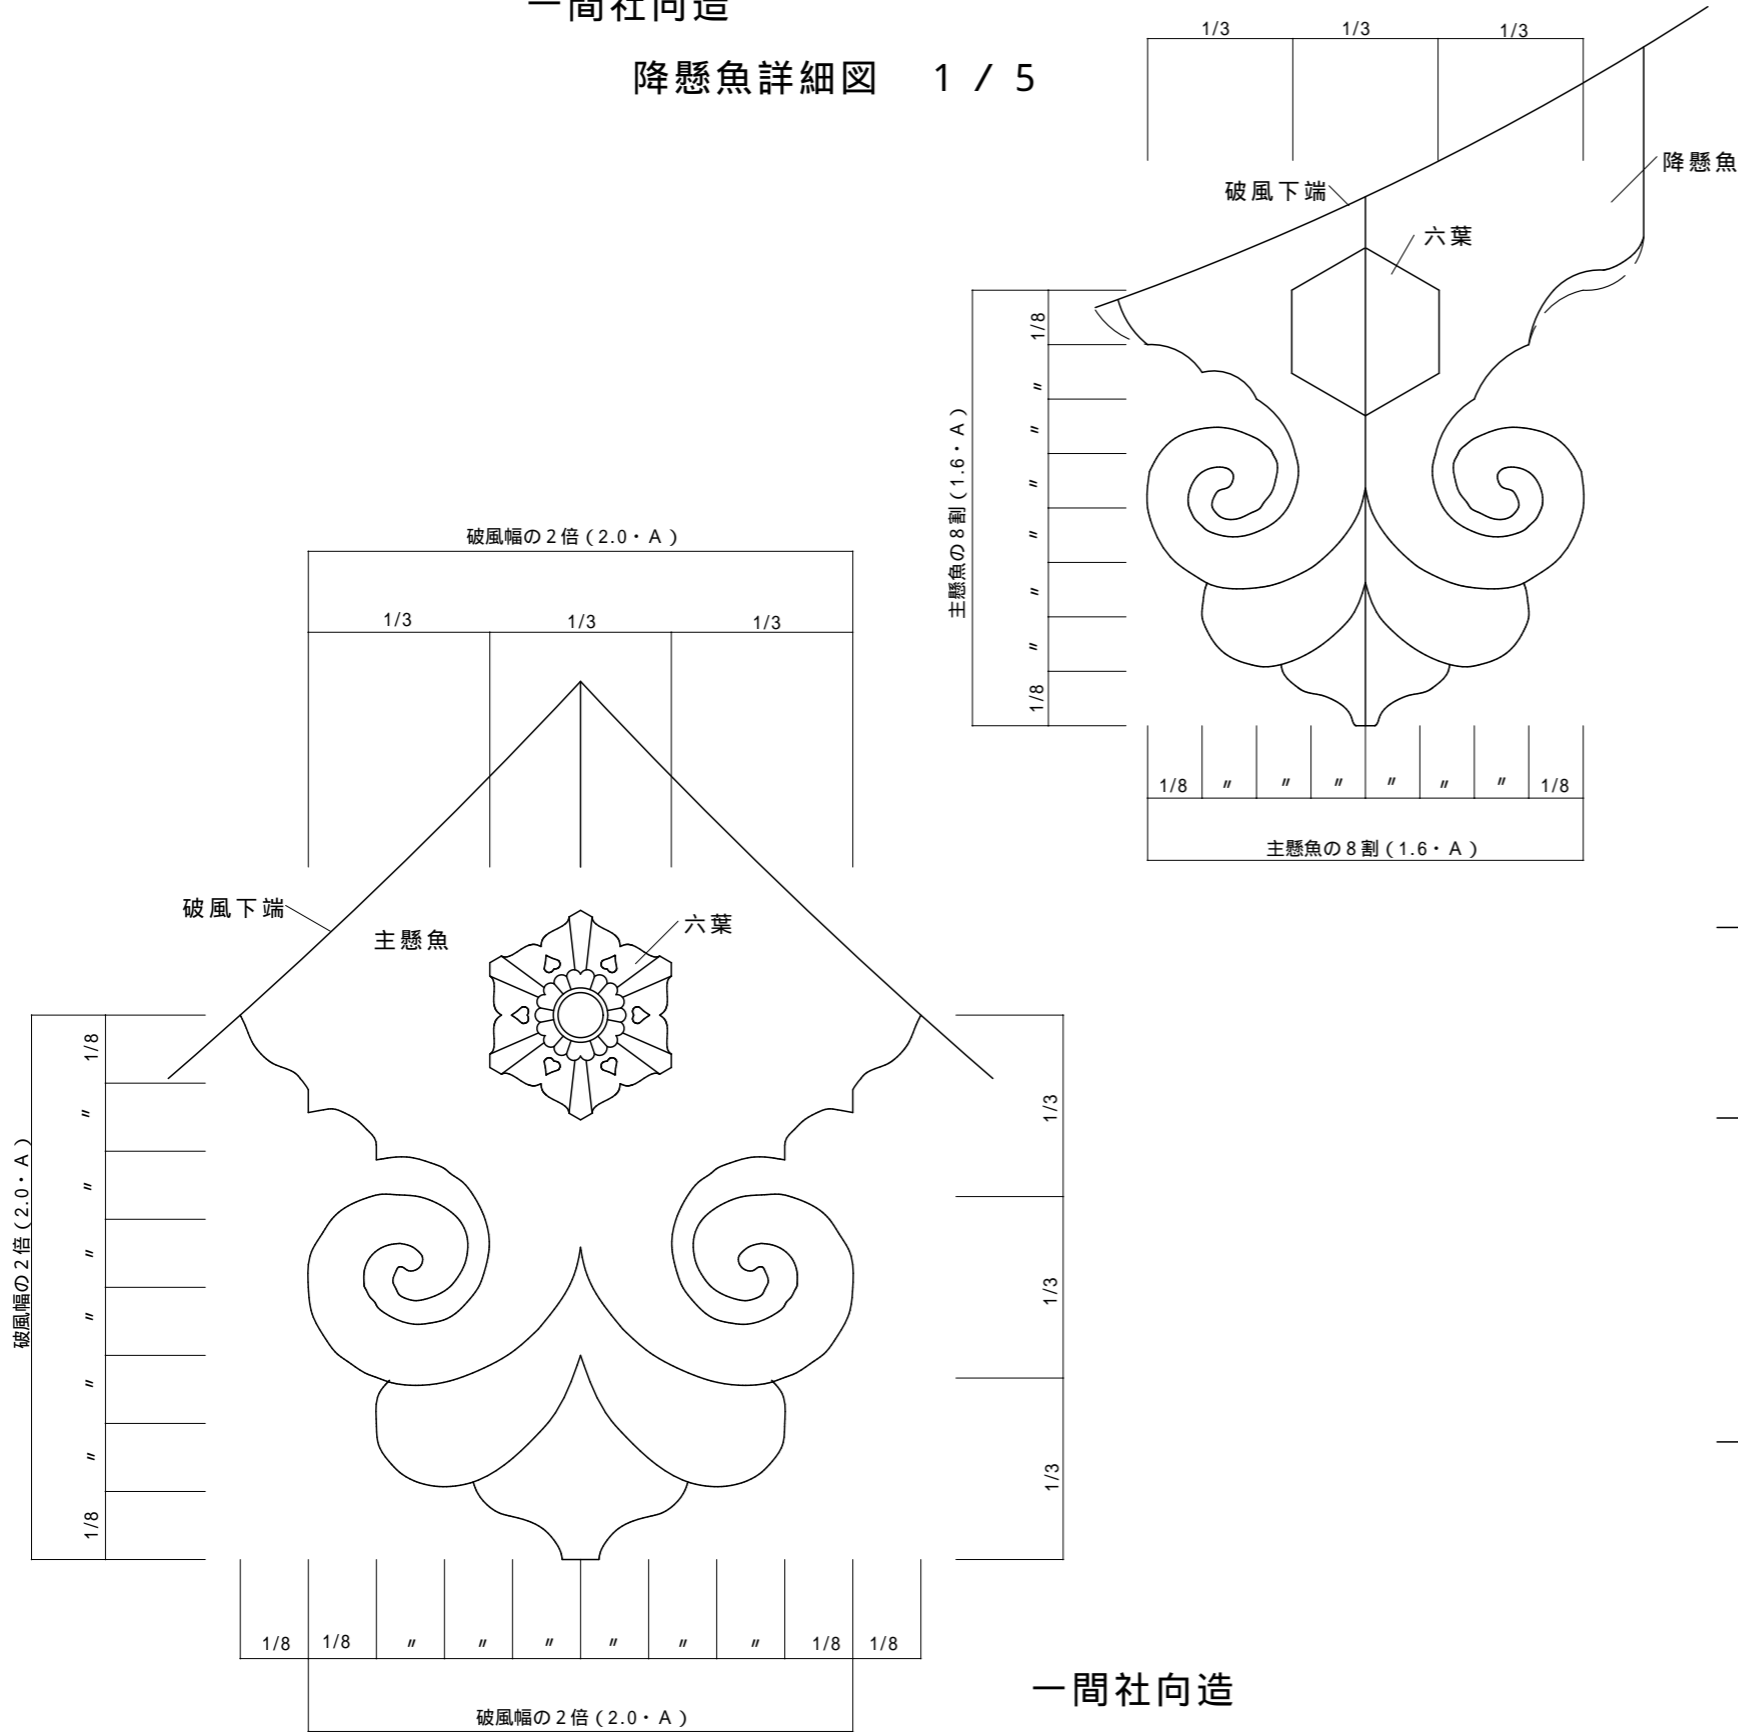 一間社向造
降懸魚詳細図 1/5
1/3 1/3 1/3
降懸魚
破風下端
六葉
1/8
〃
〃
〃
〃
〃
〃
1/8
主懸魚の8割(1.6・A)
1/8 〃 〃 〃 〃 〃 〃 1/8
主懸魚の8割(1.6・A)
破風幅の2倍(2.0・A)
1/3 1/3 1/3
破風下端
主懸魚
六葉
1/8
〃
〃
〃
〃
〃
〃
1/8
破風幅の2倍(2.0・A)
1/3
1/3
1/3
1/8 1/8 〃 〃 〃 〃 〃 〃 1/8 1/8
破風幅の2倍(2.0・A)
一間社向造